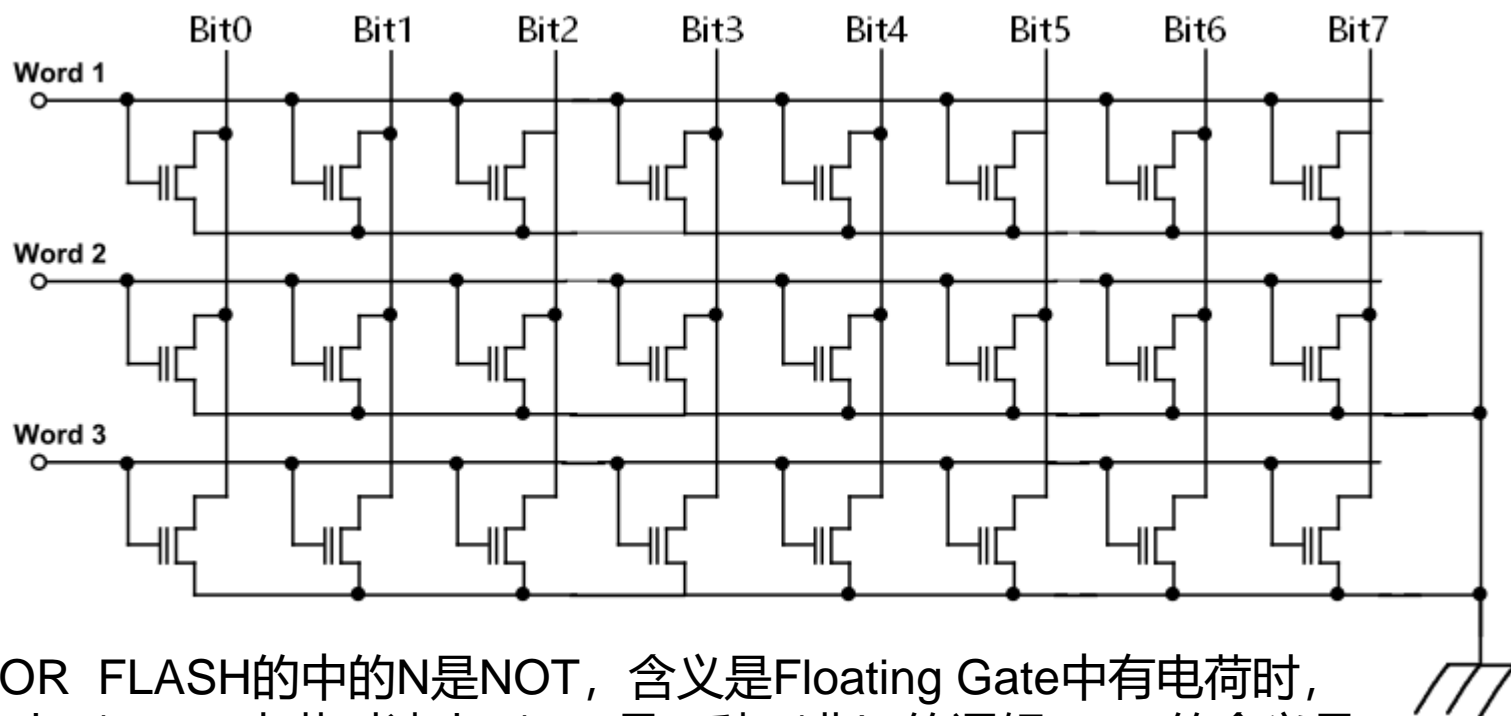 Bit0 Bit1 Bit2 Bit3 Bit4 Bit5 Bit6 Bit7
Word 1
Word 2
Word 3
OR FLASH的中的N是NOT，含义是Floating Gate中有电荷时，